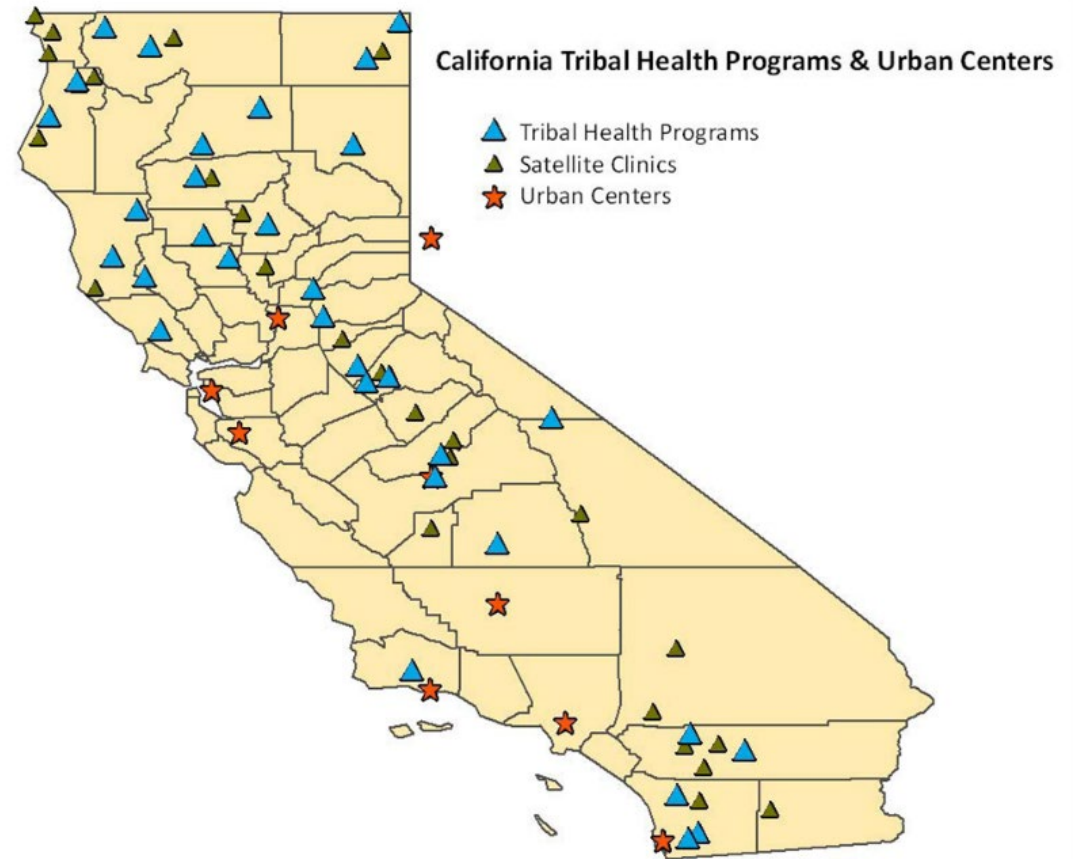 California Tribal Health Programs & Urban Centers
Tribal Health Programs
Satellite Clinics
Urban Centers